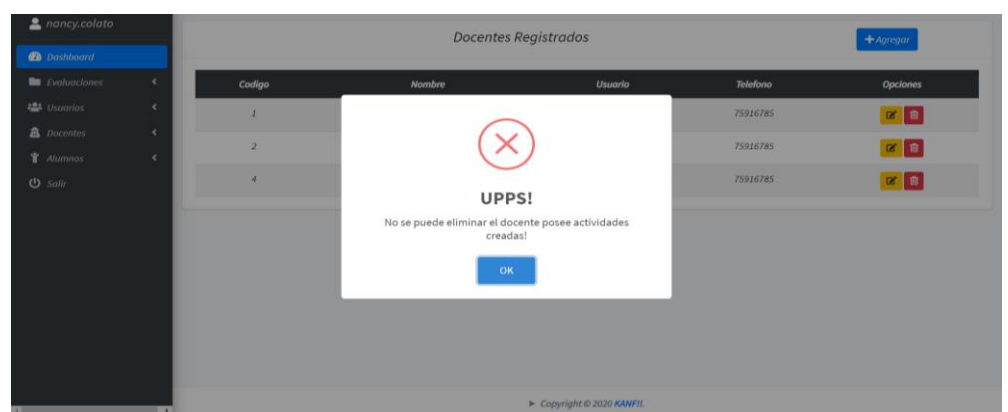 nancy.colato
Dashboard
Evaluaciones
Usuarios
Docentes
Alumnos
Salir
Docentes Registrados
Agregar
Codigo Nombre Usuario Telefono Opciones
1 75916785
2 75916785
4 75916785
UPPS!
No se puede eliminar el docente posee actividades
creadas!
OK
Copyright © 2020 KANF!!.